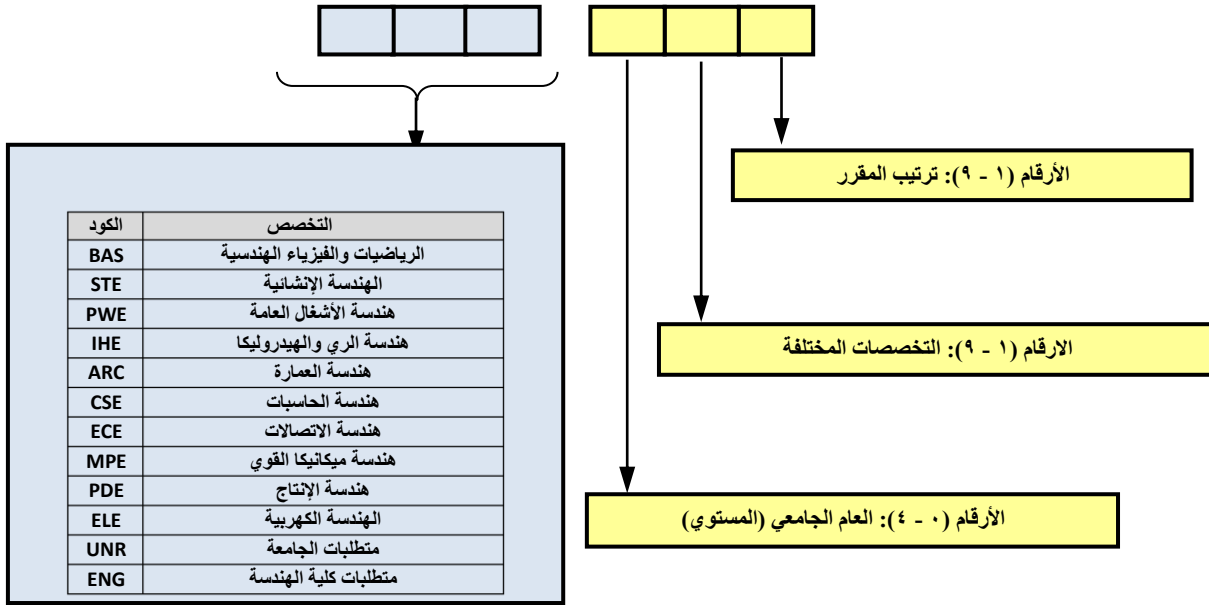 الأرقام (١ - ٩): ترتيب المقرر
الارقام (١ - ٩): التخصصات المختلفة
الأرقام (٠ - ٤): العام الجامعي (المستوي)
التخصص الكود
الرياضيات والفيزياء الهندسية BAS
الهندسة الإنشائية STE
هندسة الأشغال العامة PWE
هندسة الري والهيدروليكا IHE
هندسة العمارة ARC
هندسة الحاسبات CSE
هندسة الاتصالات ECE
هندسة ميكانيكا القوي MPE
هندسة الإنتاج PDE
الهندسة الكهربية ELE
متطلبات الجامعة UNR
متطلبات كلية الهندسة ENG